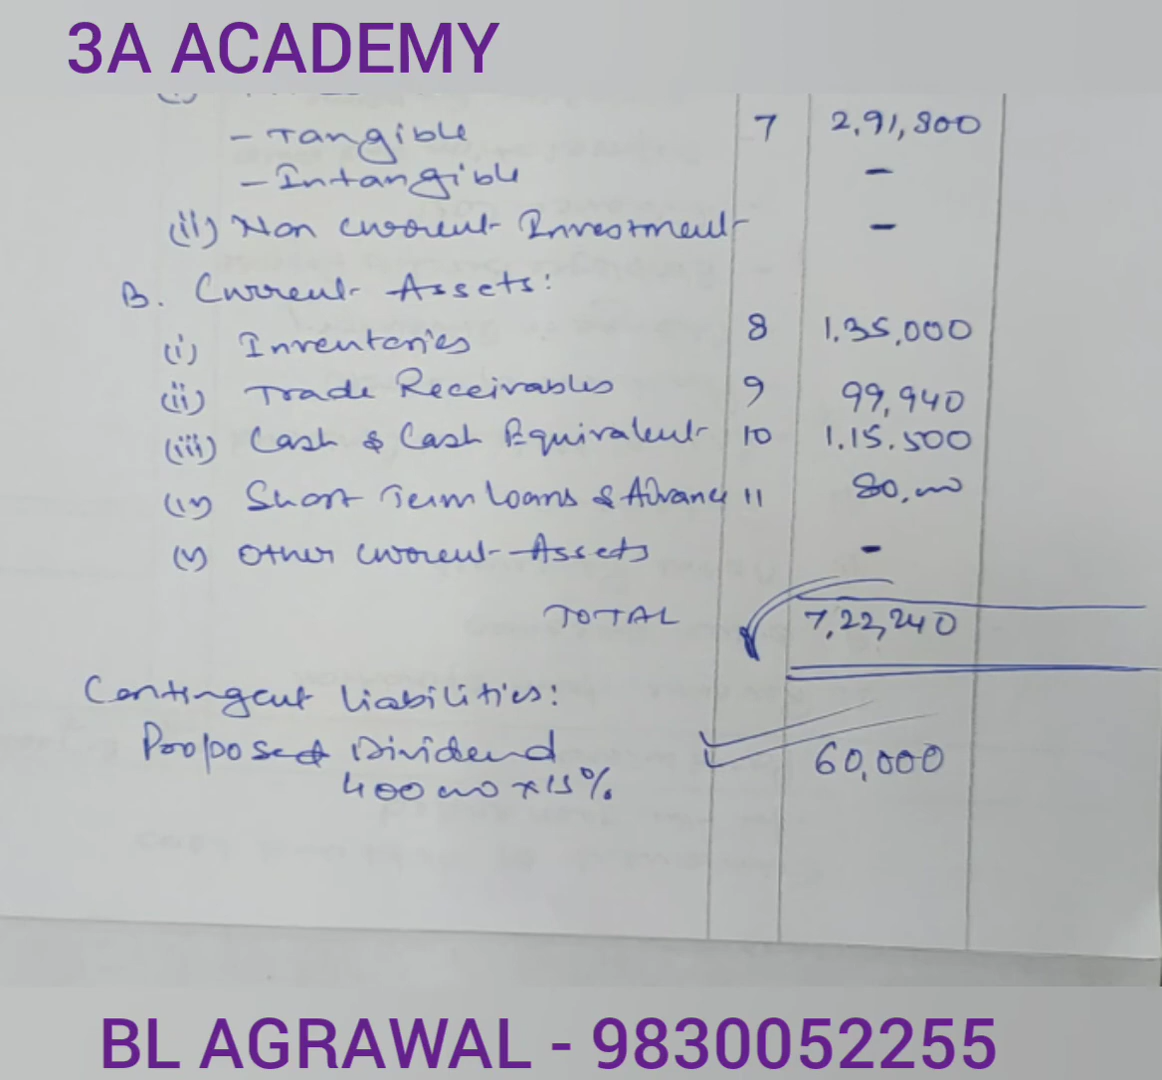 3A ACADEMY
- Tangible 7 2,91,800
- Intangible -
(ii) Non Current Investment -
B. Current Assets:
(i) Inventories 8 1,35,000
(ii) Trade Receivables 9 99,940
(iii) Cash & Cash Equivalent 10 1,15,500
(iv) Short Term Loans & Advance 11 80,000
(v) Other Current Assets -
TOTAL 7,22,240
Contingent Liabilities:
Proposed Dividend 60,000
400000 x 15%
BL AGRAWAL - 9830052255